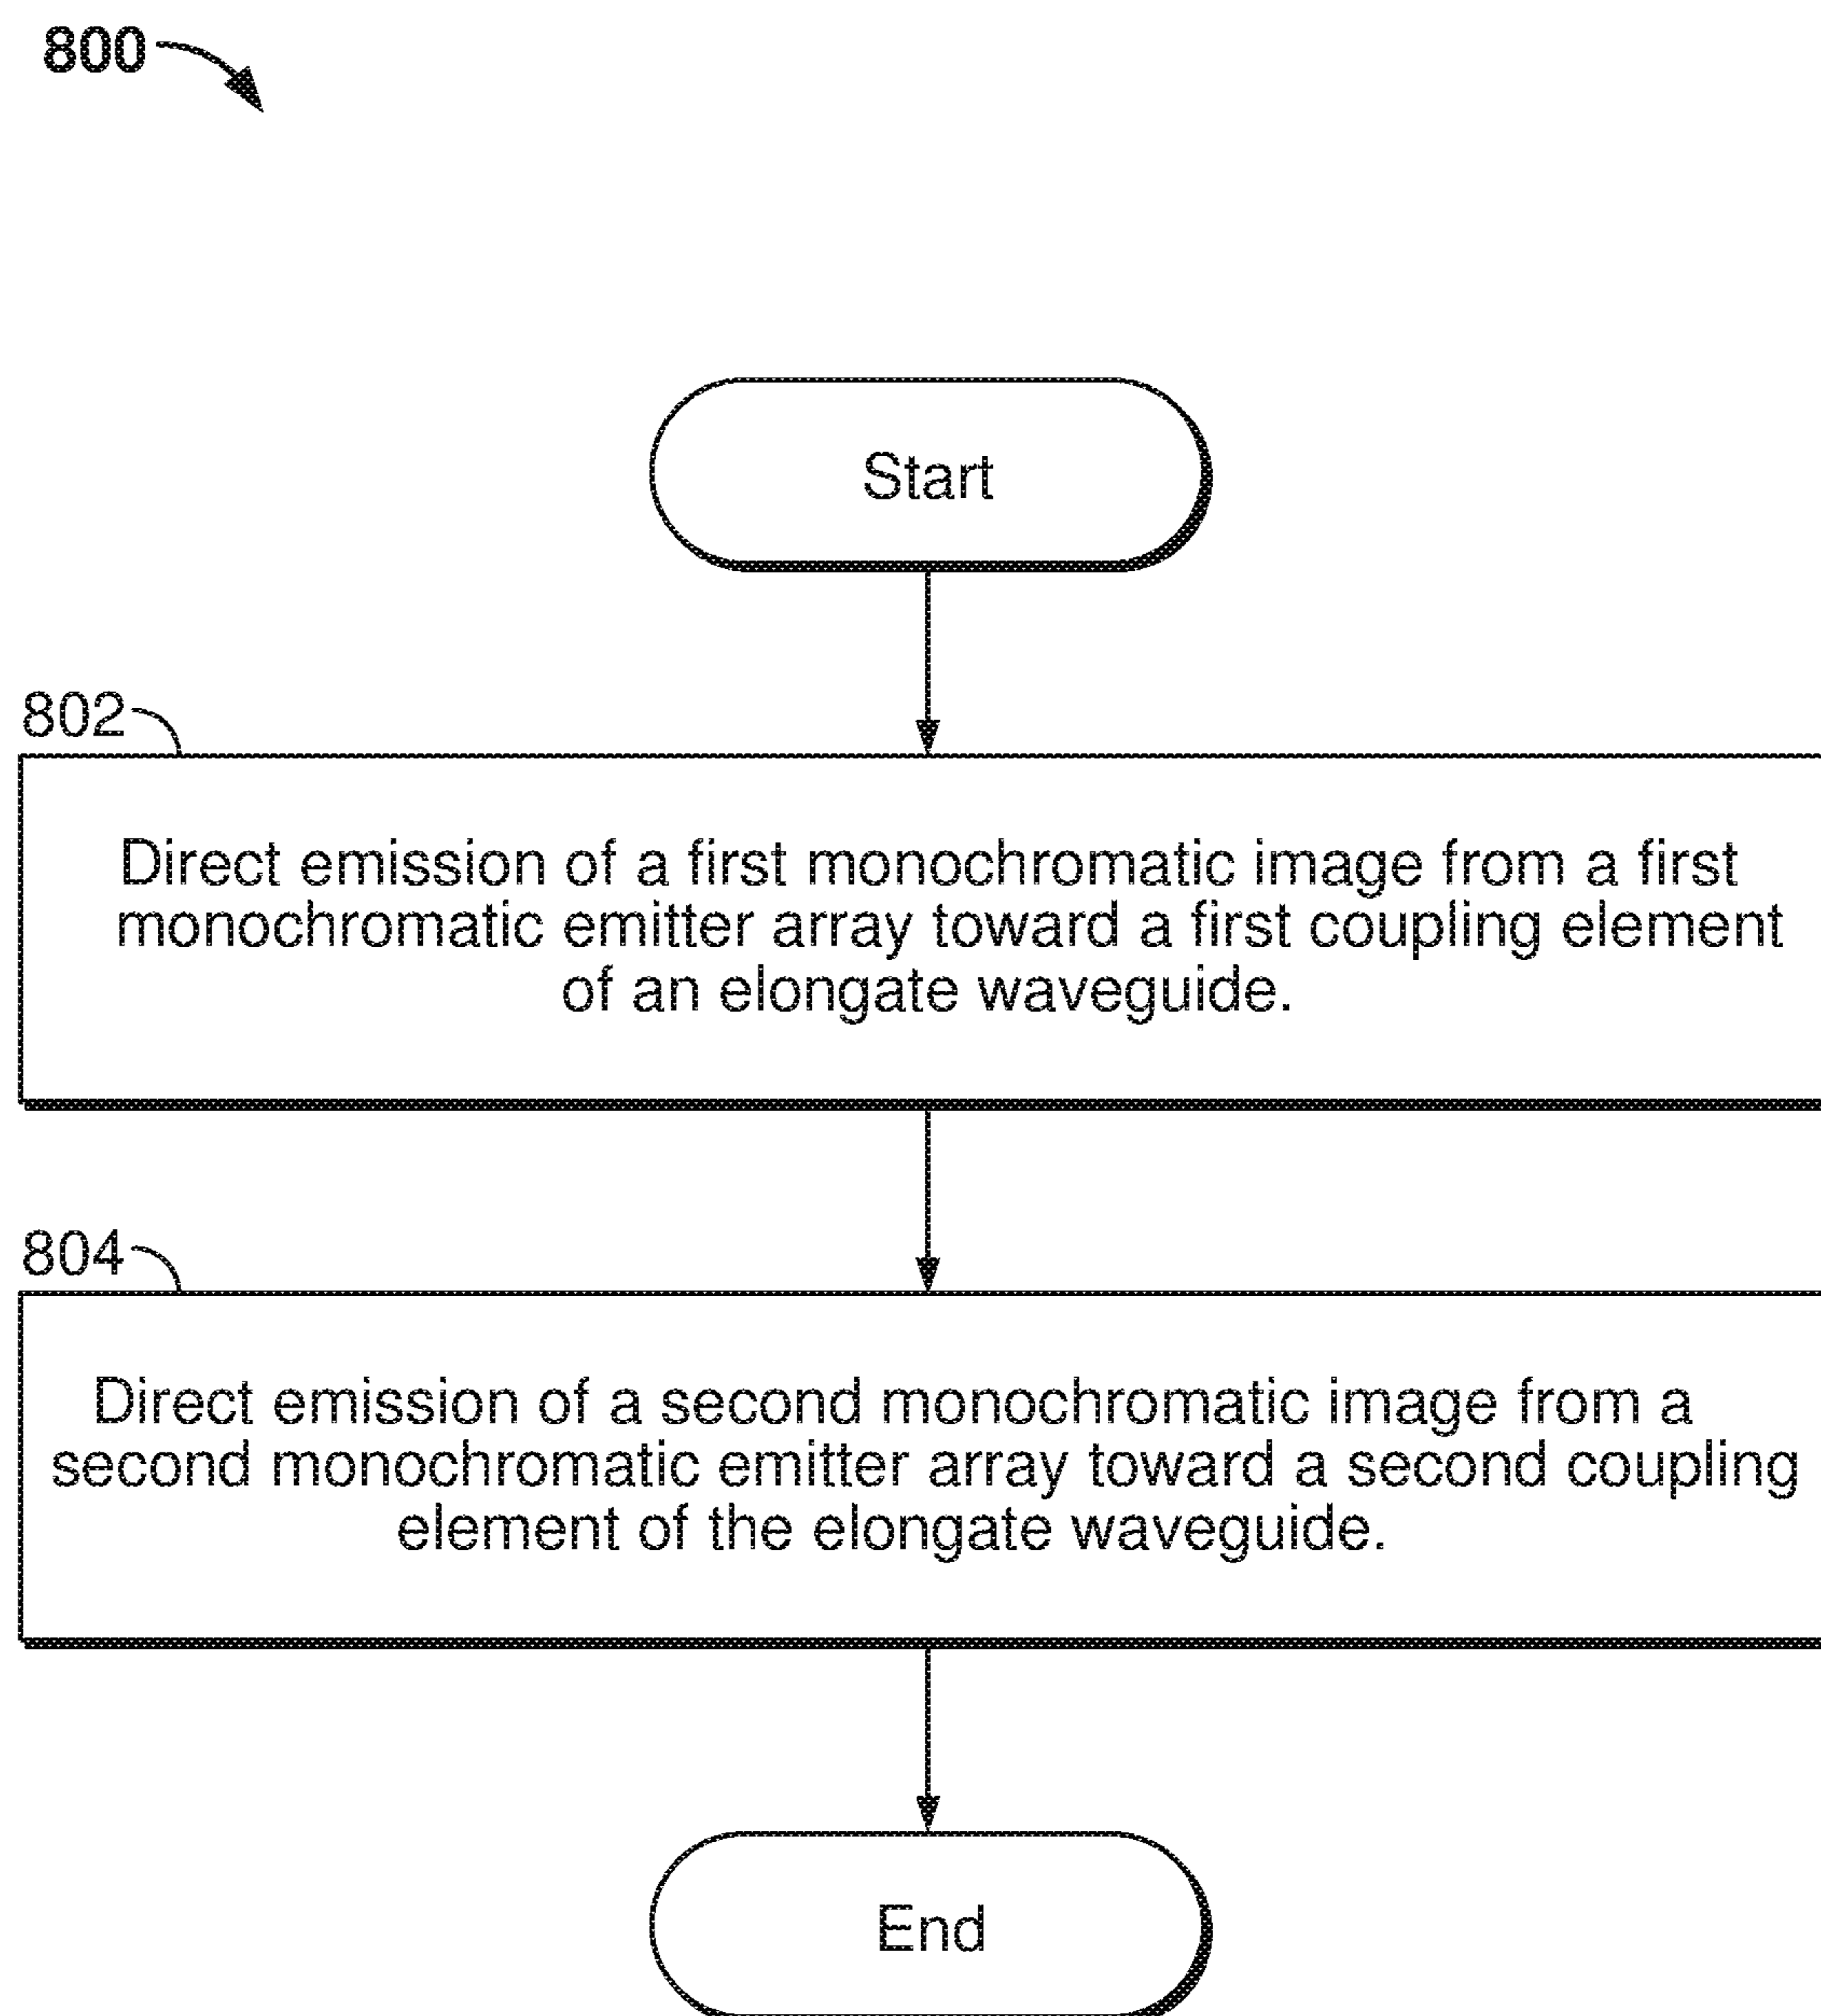 800
Start
802
Direct emission of a first monochromatic image from a first
monochromatic emitter array toward a first coupling element
of an elongate waveguide.
804
Direct emission of a second monochromatic image from a
second monochromatic emitter array toward a second coupling
element of the elongate waveguide.
End